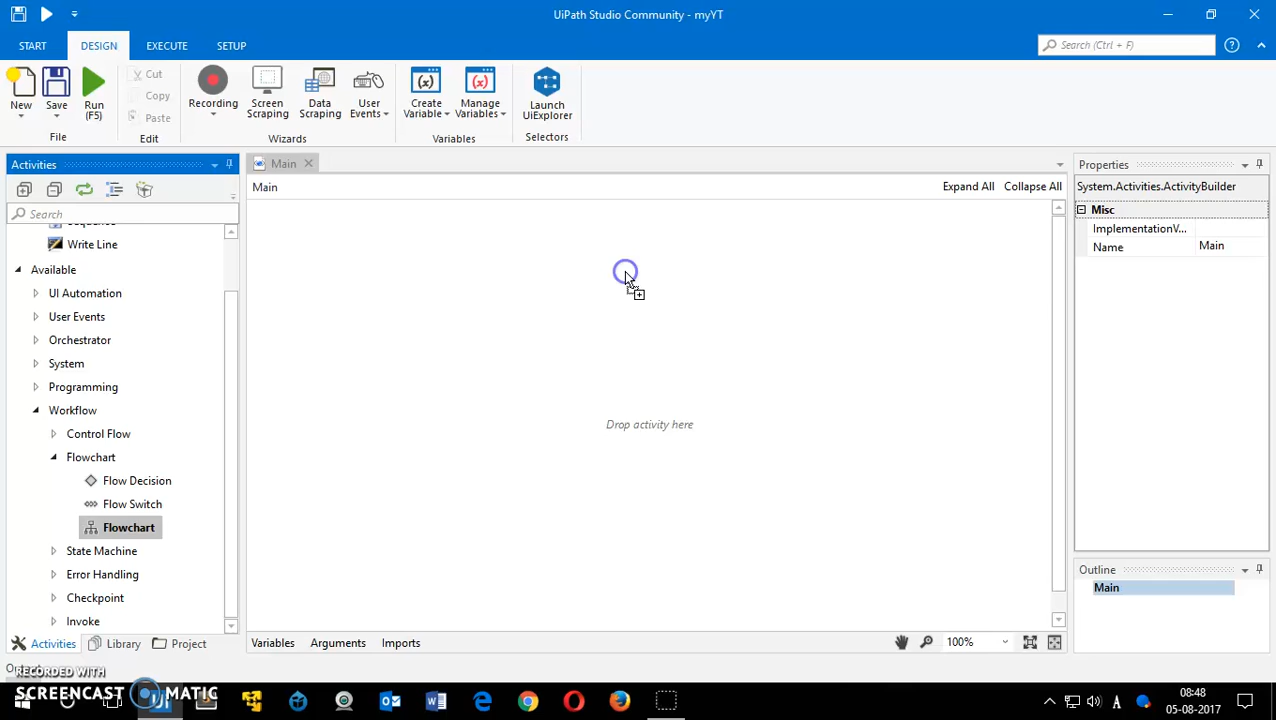 UiPath Studio Community - myYT
START DESIGN EXECUTE SETUP
Search (Ctrl + F)
New Save Run (F5) Cut Copy Paste Recording Screen Scraping Data Scraping User Events Create Variable Manage Variables Launch UiExplorer
File Edit Wizards Variables Selectors
Activities
Search
Sequence
Write Line
Available
UI Automation
User Events
Orchestrator
System
Programming
Workflow
Control Flow
Flowchart
Flow Decision
Flow Switch
Flowchart
State Machine
Error Handling
Checkpoint
Invoke
Activities Library Project
Main
Main Expand All Collapse All
Drop activity here
Variables Arguments Imports 100%
Properties
System.Activities.ActivityBuilder
Misc
ImplementationV...
Name Main
Outline
Main
RECORDED WITH
SCREENCAST MATIC
08:48
05-08-2017